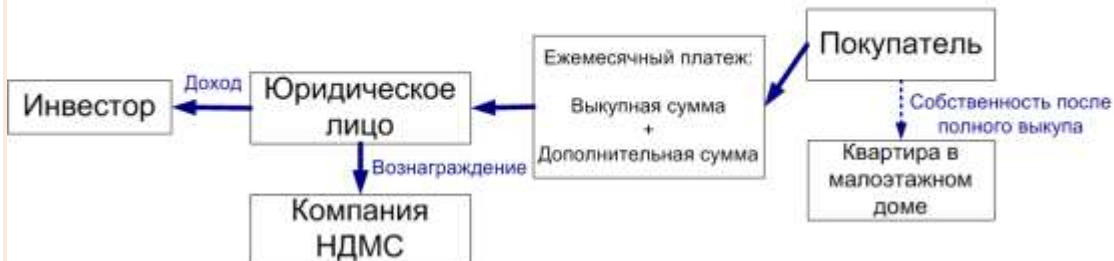 Инвестор
Доход
Юридическое
лицо
Вознаграждение
Компания
НДМС
Ежемесячный платеж:
Выкупная сумма
+
Дополнительная сумма
Покупатель
Собственность после
полного выкупа
Квартира в
малоэтажном
доме